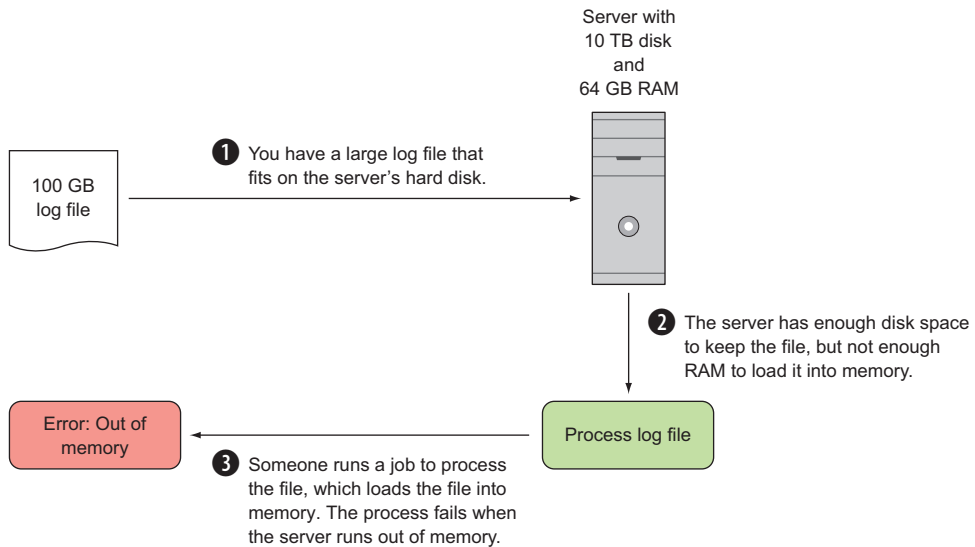 Server with
10 TB disk
and
64 GB RAM
100 GB
log file
1 You have a large log file that
fits on the server’s hard disk.
2 The server has enough disk space
to keep the file, but not enough
RAM to load it into memory.
Process log file
Error: Out of
memory
3 Someone runs a job to process
the file, which loads the file into
memory. The process fails when
the server runs out of memory.